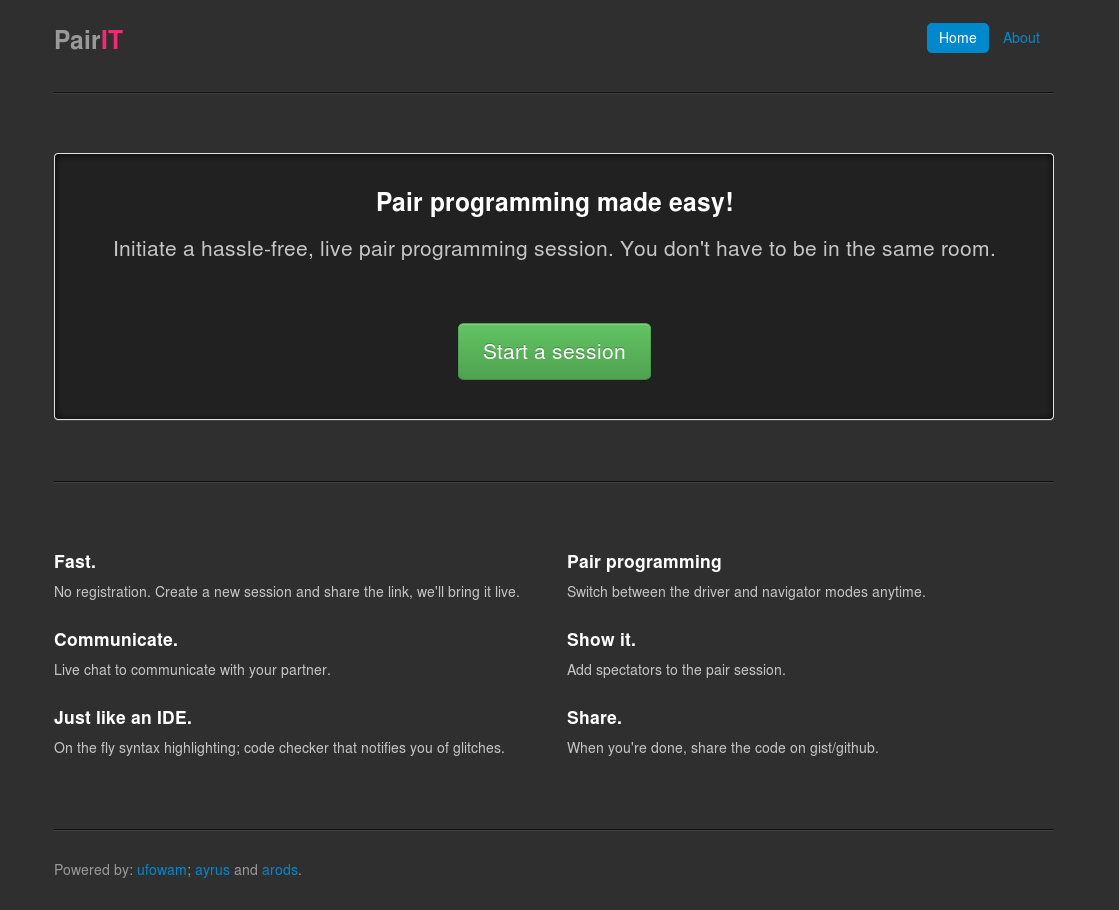 PairIT
Home About
Pair programming made easy!
Initiate a hassle-free, live pair programming session. You don't have to be in the same room.
Start a session
Fast.
No registration. Create a new session and share the link, we'll bring it live.
Pair programming
Switch between the driver and navigator modes anytime.
Communicate.
Live chat to communicate with your partner.
Show it.
Add spectators to the pair session.
Just like an IDE.
On the fly syntax highlighting; code checker that notifies you of glitches.
Share.
When you're done, share the code on gist/github.
Powered by: ufowam; ayrus and arods.